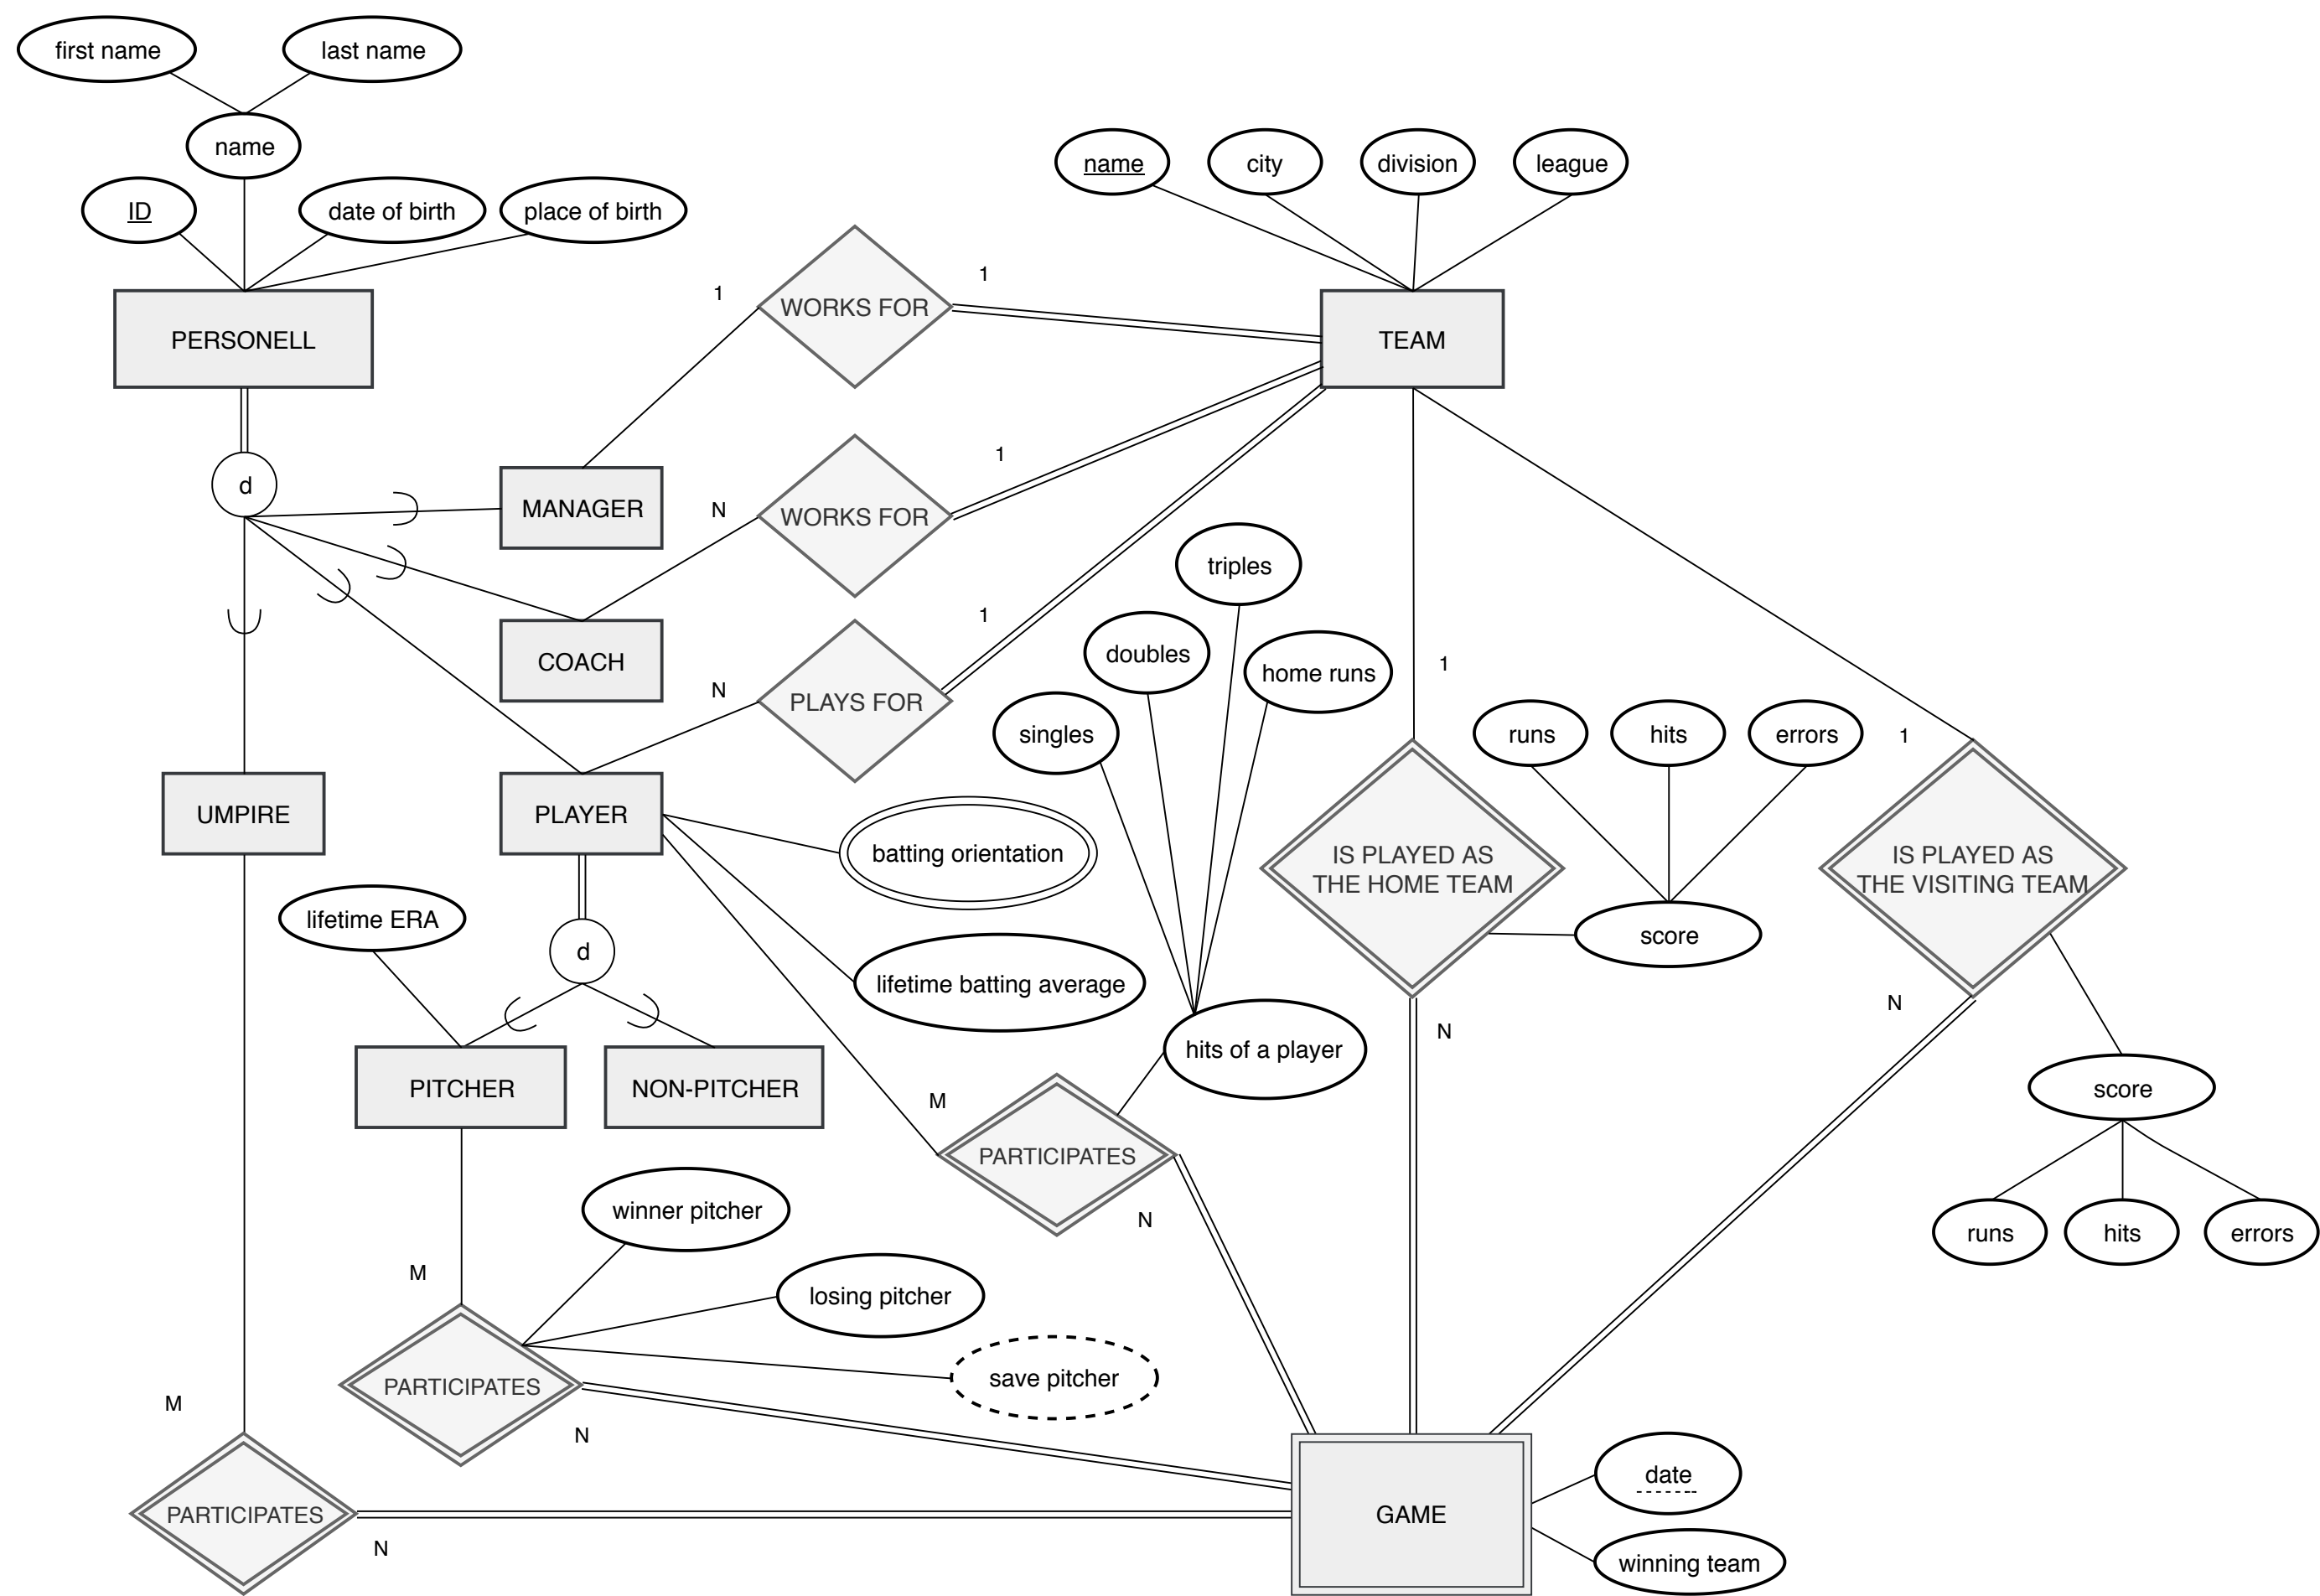 first name
last name
name
name
city
division
league
ID
date of birth
place of birth
1
1
WORKS FOR
PERSONELL
TEAM
d
MANAGER
N
WORKS FOR
1
triples
COACH
1
doubles
home runs
1
N
PLAYS FOR
singles
runs
hits
errors
1
UMPIRE
PLAYER
batting orientation
IS PLAYED AS
THE HOME TEAM
IS PLAYED AS
THE VISITING TEAM
lifetime ERA
d
score
lifetime batting average
N
N
hits of a player
PITCHER
NON-PITCHER
M
score
PARTICIPATES
winner pitcher
N
runs
hits
errors
M
losing pitcher
PARTICIPATES
save pitcher
M
N
date
PARTICIPATES
GAME
N
winning team